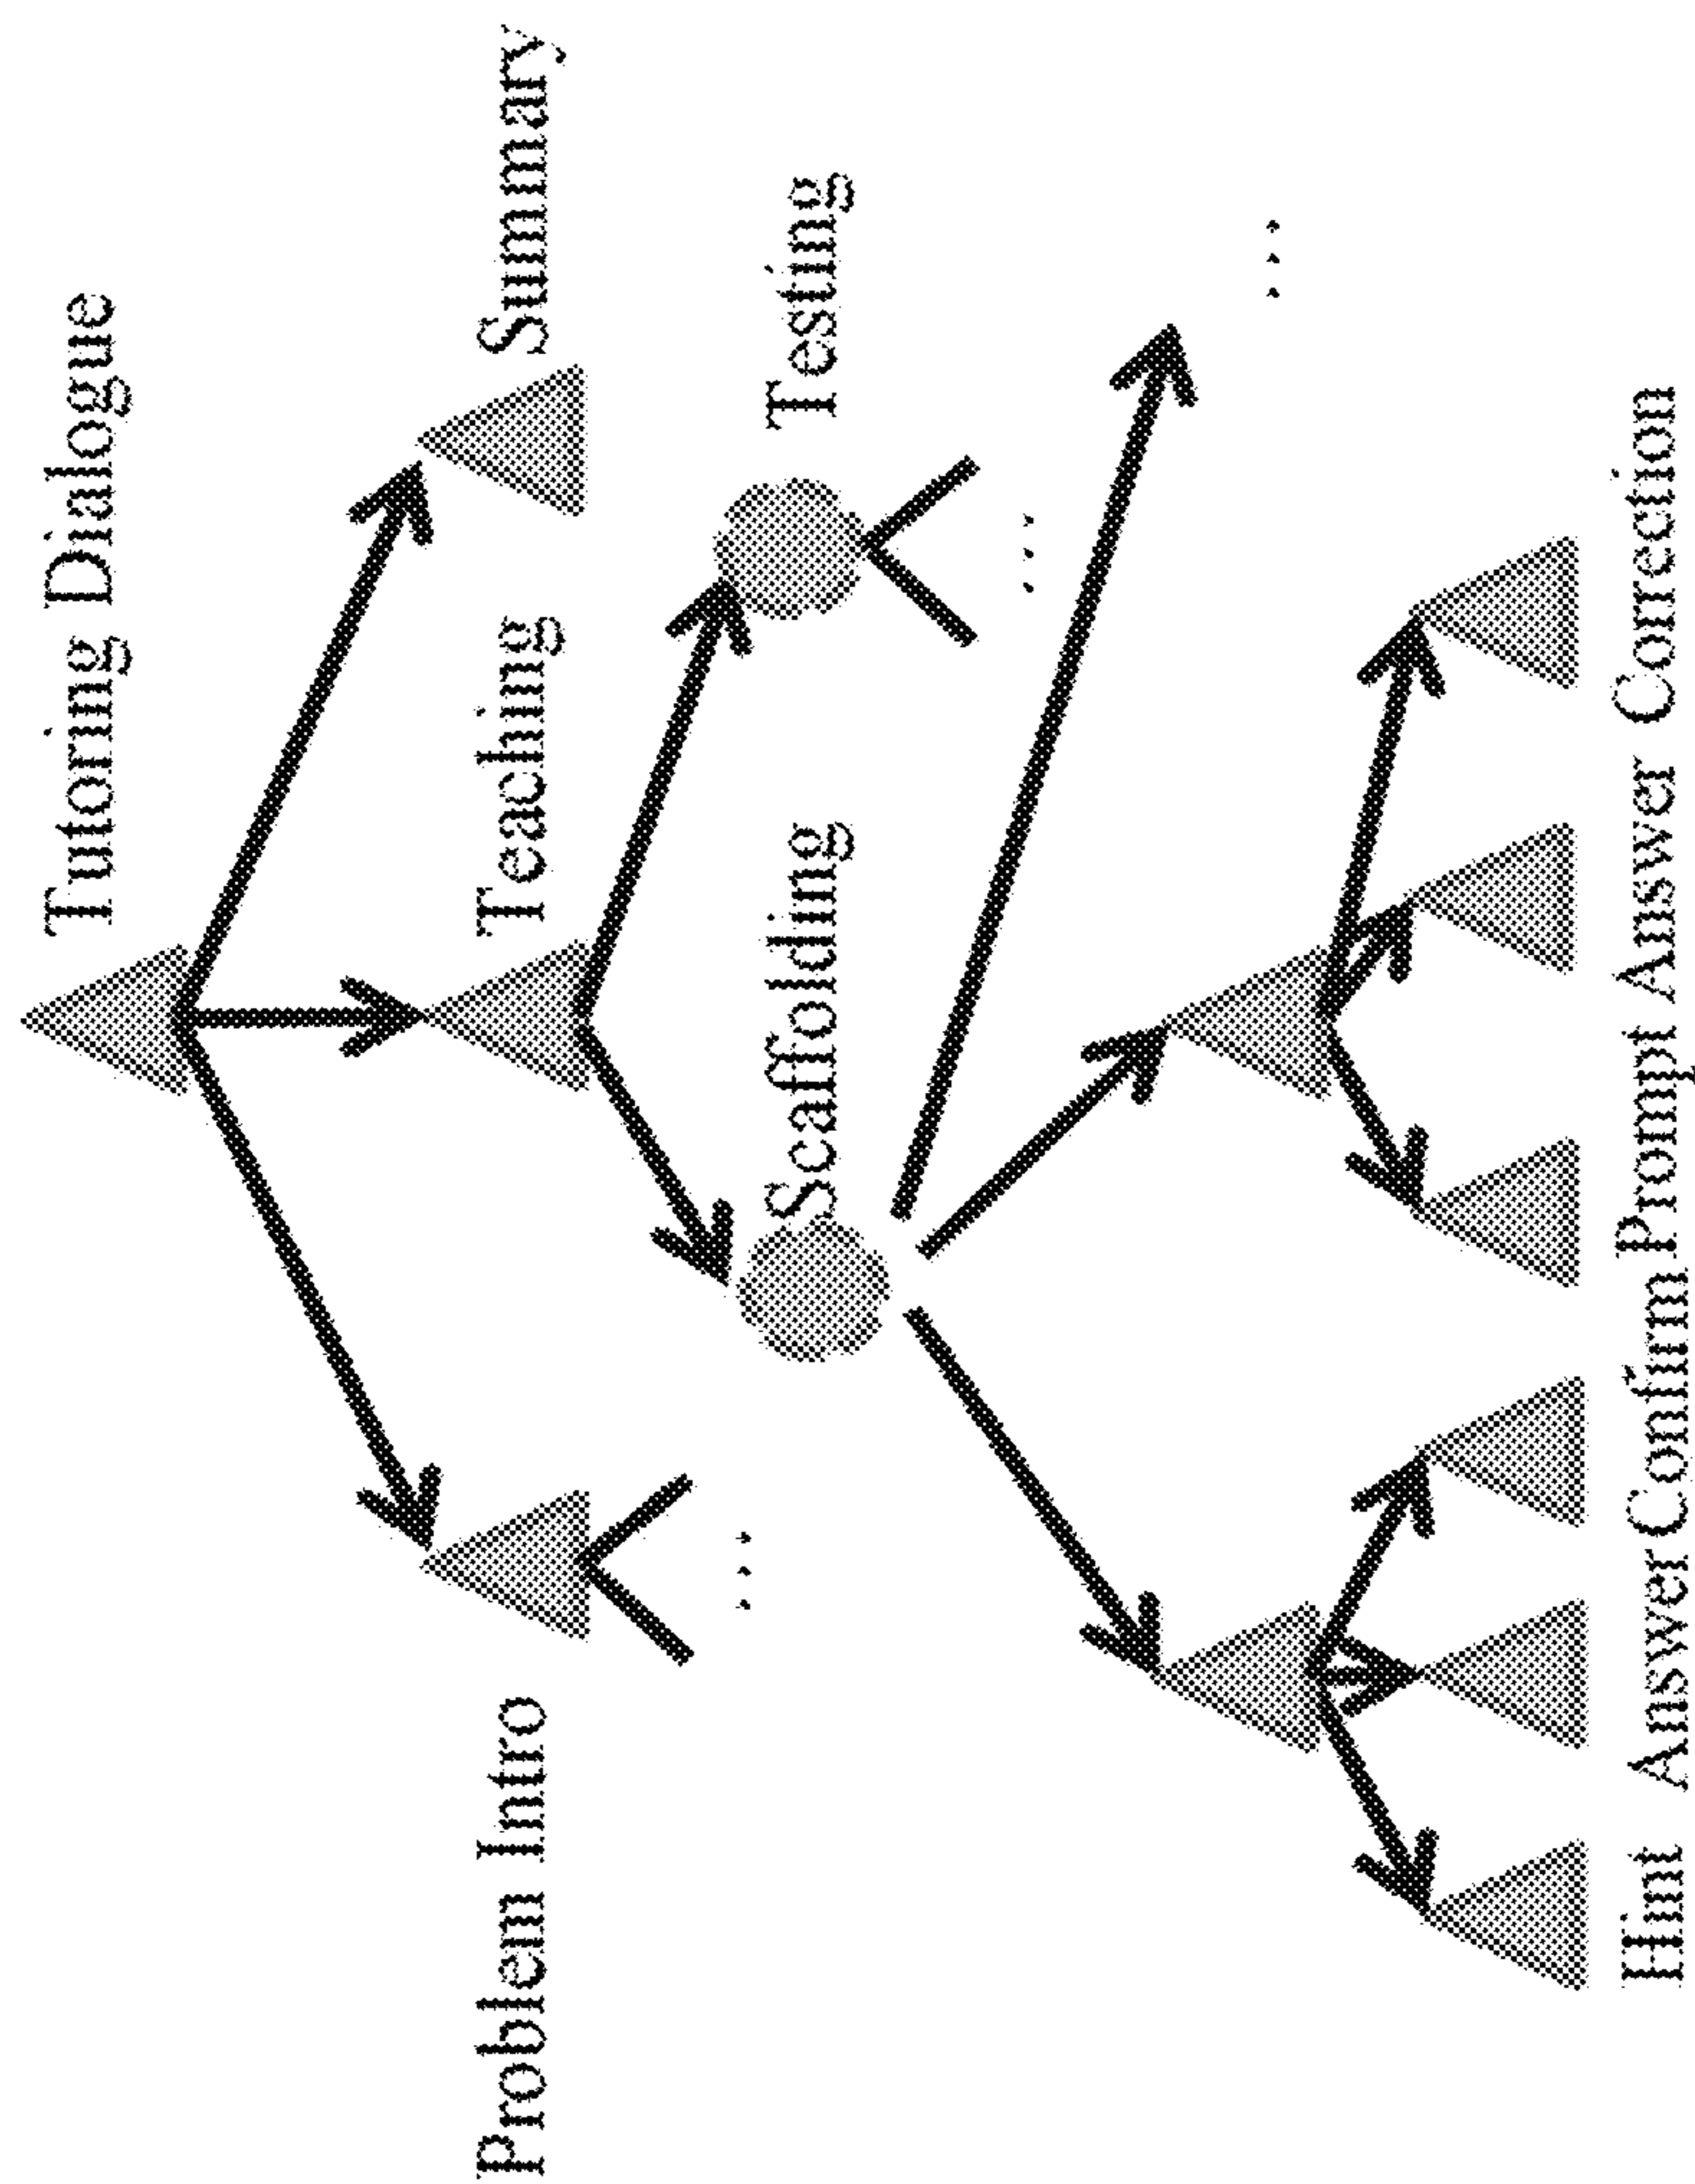 Tutoring Dialogue
Problem Intro
Teaching
Summary
Scaffolding
Testing
...
...
...
Hint Answer Confirm Prompt Answer Correction